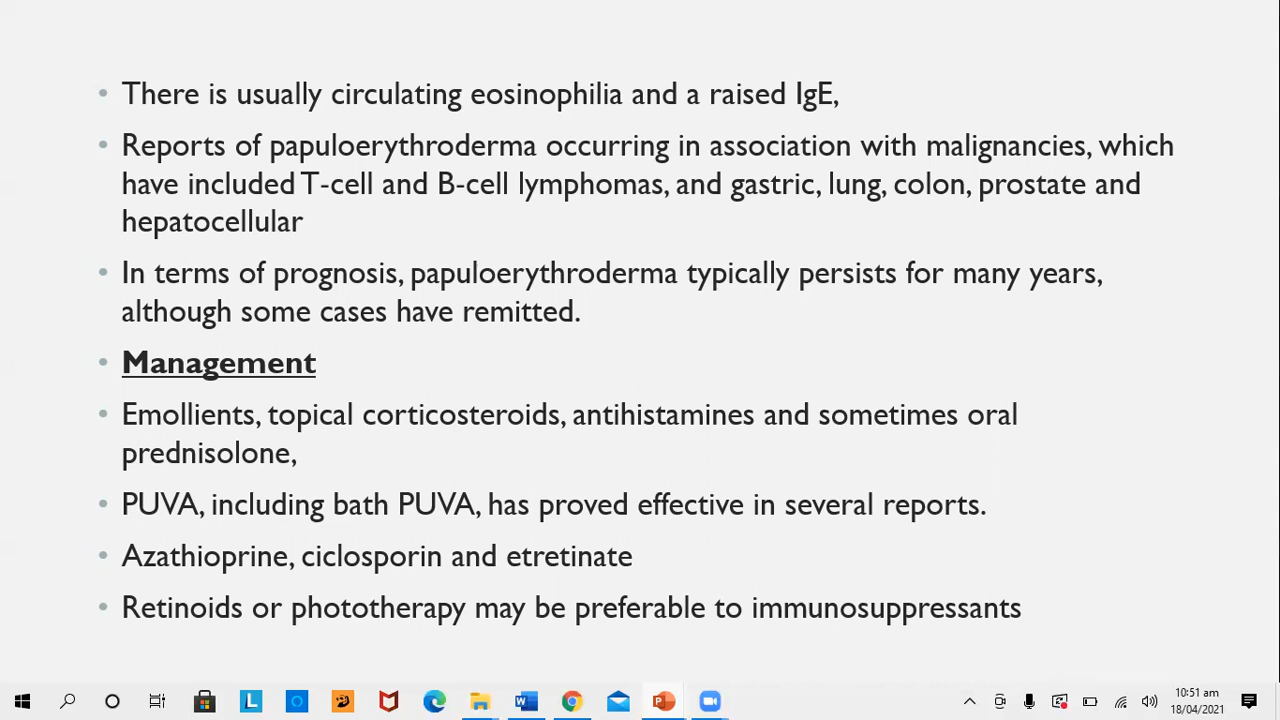 • There is usually circulating eosinophilia and a raised IgE,
• Reports of papuloerythroderma occurring in association with malignancies, which
have included T-cell and B-cell lymphomas, and gastric, lung, colon, prostate and
hepatocellular
• In terms of prognosis, papuloerythroderma typically persists for many years,
although some cases have remitted.
• Management
• Emollients, topical corticosteroids, antihistamines and sometimes oral
prednisolone,
• PUVA, including bath PUVA, has proved effective in several reports.
• Azathioprine, ciclosporin and etretinate
• Retinoids or phototherapy may be preferable to immunosuppressants
10:51 am
18/04/2021